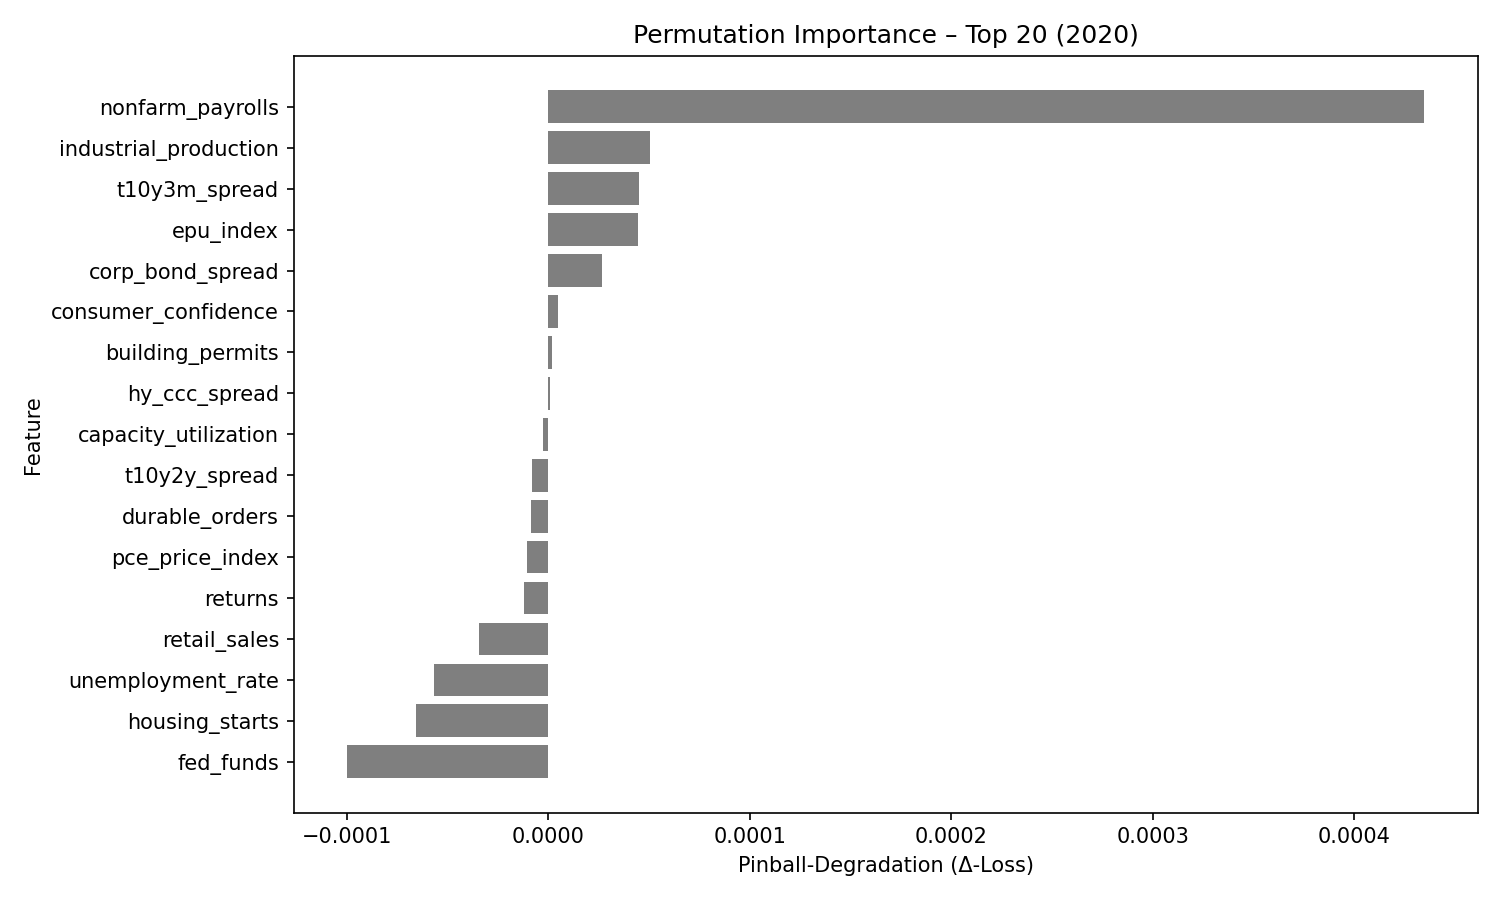 Permutation Importance – Top 20 (2020)
nonfarm_payrolls
industrial_production
t10y3m_spread
epu_index
corp_bond_spread
consumer_confidence
building_permits
hy_ccc_spread
capacity_utilization
t10y2y_spread
durable_orders
pce_price_index
returns
retail_sales
unemployment_rate
housing_starts
fed_funds
Feature
−0.0001 0.0000 0.0001 0.0002 0.0003 0.0004
Pinball-Degradation (Δ-Loss)